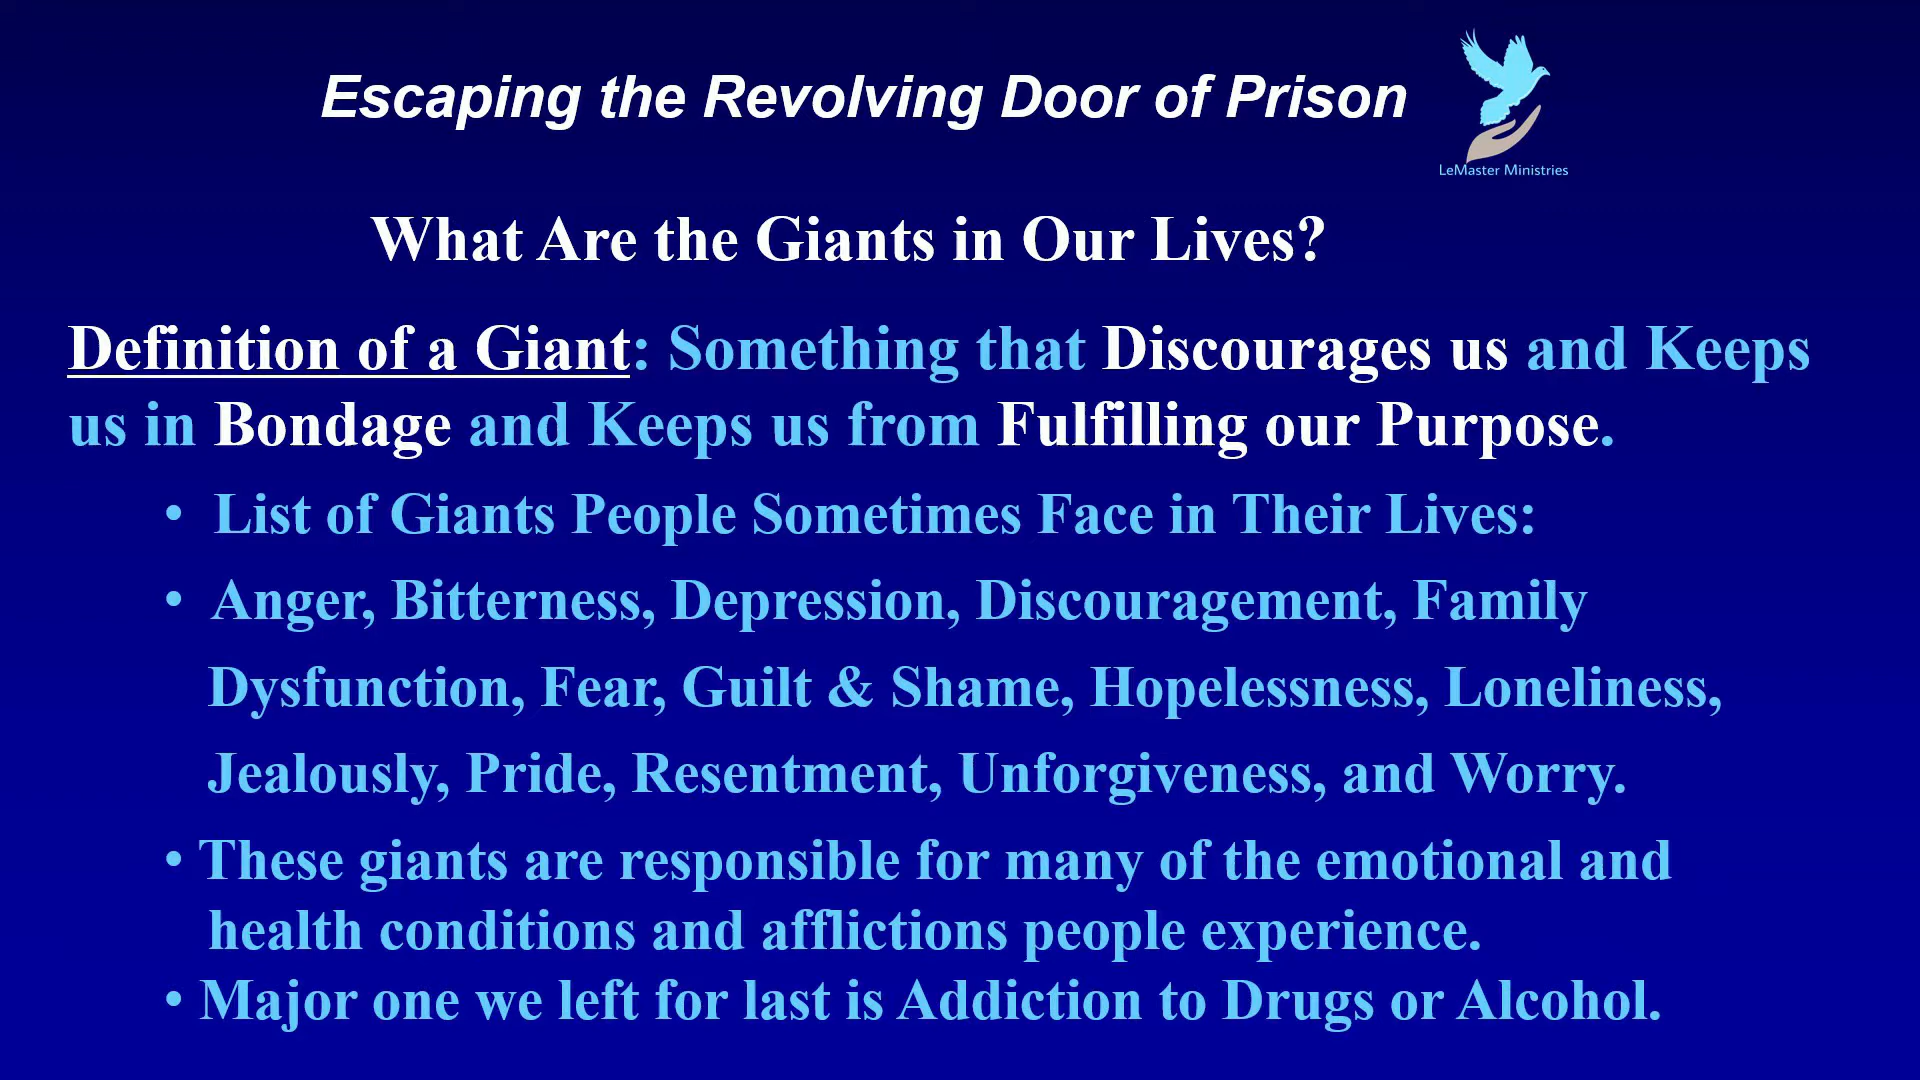 Escaping the Revolving Door of Prison
LeMaster Ministries
What Are the Giants in Our Lives?
Definition of a Giant: Something that Discourages us and Keeps
us in Bondage and Keeps us from Fulfilling our Purpose.
• List of Giants People Sometimes Face in Their Lives:
• Anger, Bitterness, Depression, Discouragement, Family
Dysfunction, Fear, Guilt & Shame, Hopelessness, Loneliness,
Jealously, Pride, Resentment, Unforgiveness, and Worry.
• These giants are responsible for many of the emotional and
health conditions and afflictions people experience.
• Major one we left for last is Addiction to Drugs or Alcohol.